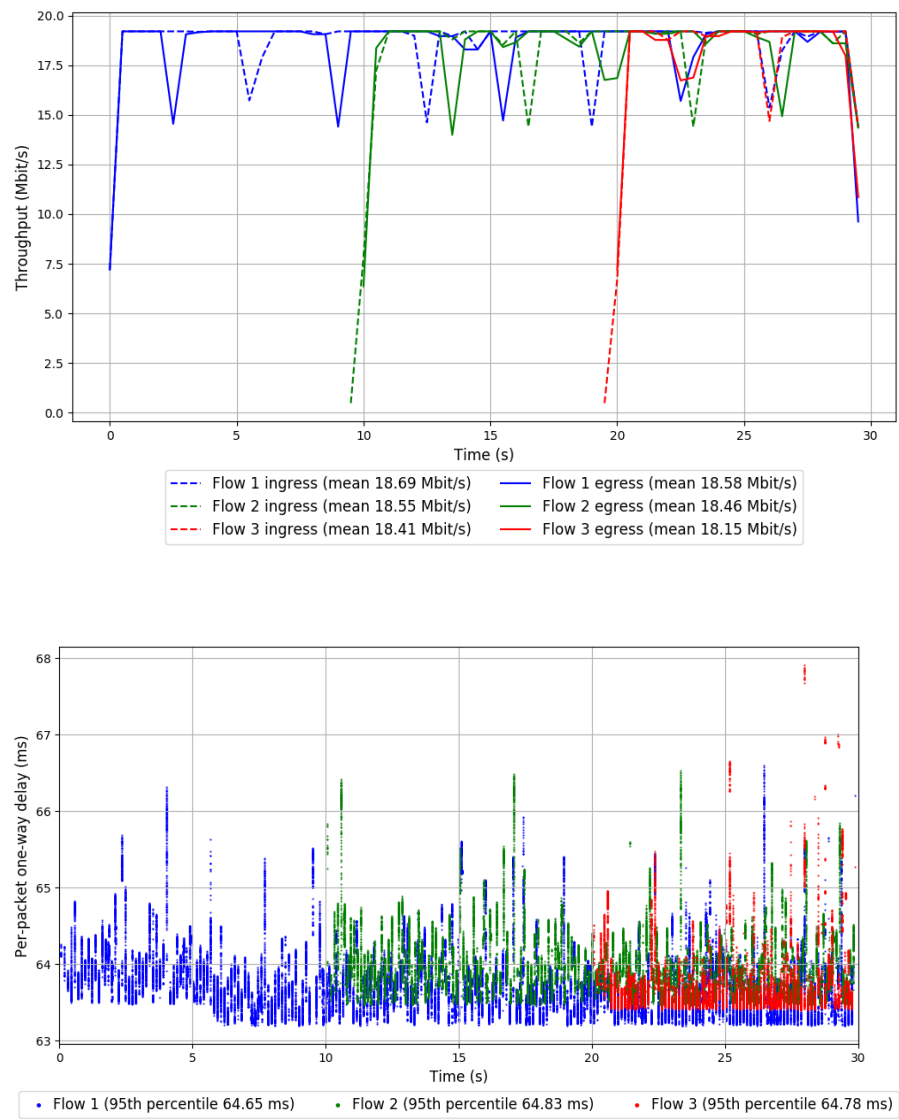 20.0
17.5
15.0
12.5
10.0
7.5
5.0
2.5
0.0
Throughput (Mbit/s)
0 5 10 15 20 25 30
Time (s)
Flow 1 ingress (mean 18.69 Mbit/s) Flow 1 egress (mean 18.58 Mbit/s)
Flow 2 ingress (mean 18.55 Mbit/s) Flow 2 egress (mean 18.46 Mbit/s)
Flow 3 ingress (mean 18.41 Mbit/s) Flow 3 egress (mean 18.15 Mbit/s)
68
67
66
65
64
63
Per-packet one-way delay (ms)
0 5 10 15 20 25 30
Time (s)
Flow 1 (95th percentile 64.65 ms) Flow 2 (95th percentile 64.83 ms) Flow 3 (95th percentile 64.78 ms)